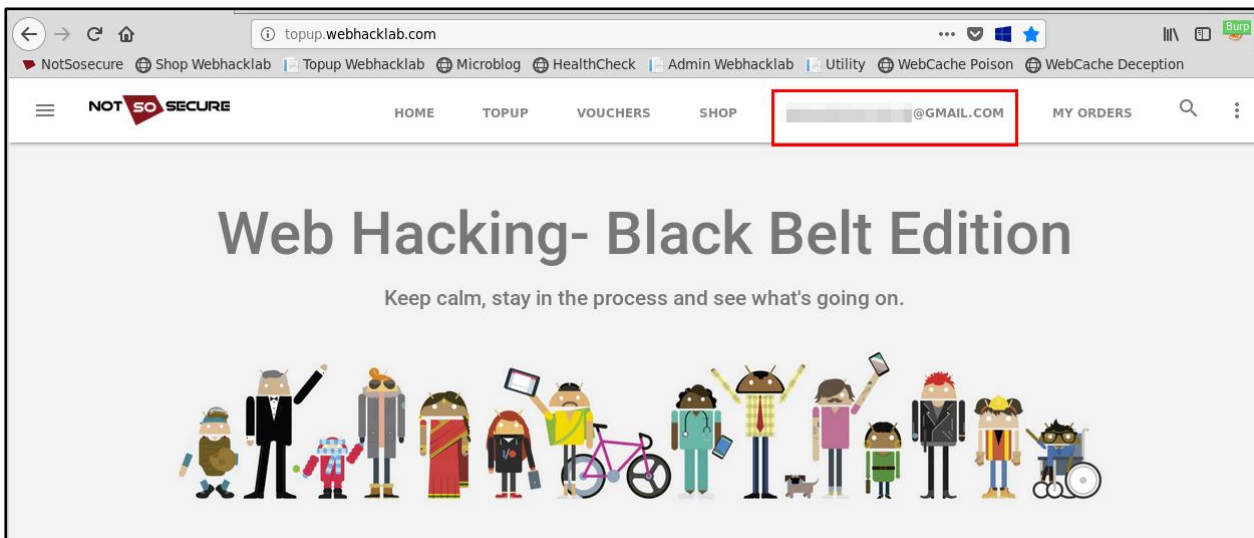 topup.webhacklab.com
Burp
NotSosecure Shop Webhacklab Topup Webhacklab Microblog HealthCheck Admin Webhacklab Utility WebCache Poison WebCache Deception
NOT SO SECURE HOME TOPUP VOUCHERS SHOP @GMAIL.COM MY ORDERS
Web Hacking- Black Belt Edition
Keep calm, stay in the process and see what's going on.
I/O